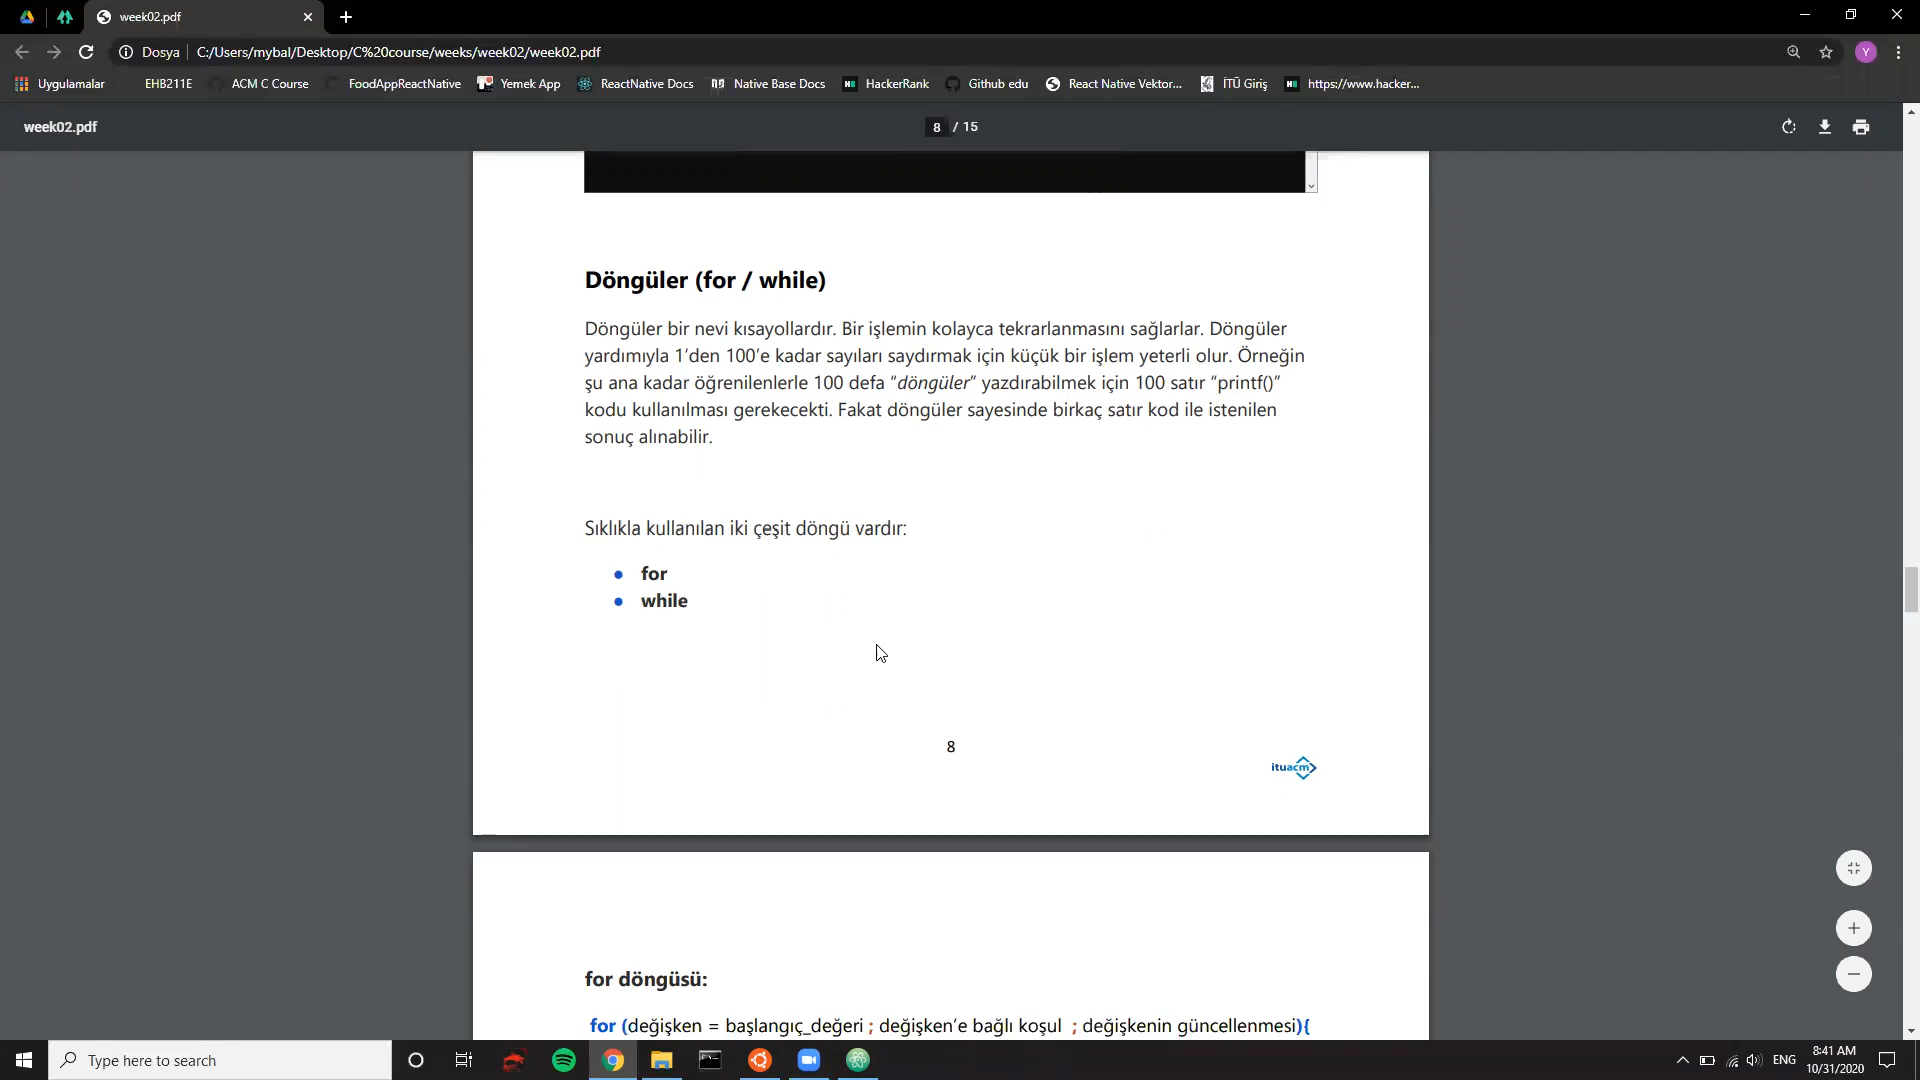 week02.pdf
Dosya
C:/Users/mybal/Desktop/C%20course/weeks/week02/week02.pdf
Y
Uygulamalar
EHB211E
ACM C Course
FoodAppReactNative
Yemek App
ReactNative Docs
Native Base Docs
HackerRank
Github edu
React Native Vektor...
İTÜ Giriş
https://www.hacker...
week02.pdf
8 / 15
Döngüler (for / while)
Döngüler bir nevi kısayollardır. Bir işlemin kolayca tekrarlanmasını sağlarlar. Döngüler
yardımıyla 1’den 100’e kadar sayıları saydırmak için küçük bir işlem yeterli olur. Örneğin
şu ana kadar öğrenilenlerle 100 defa “döngüler” yazdırabilmek için 100 satır “printf()”
kodu kullanılması gerekecekti. Fakat döngüler sayesinde birkaç satır kod ile istenilen
sonuç alınabilir.
Sıklıkla kullanılan iki çeşit döngü vardır:
● for
● while
8
ituacm
for döngüsü:
for (değişken = başlangıç_değeri ; değişken’e bağlı koşul ; değişkenin güncellenmesi){
Type here to search
ENG
8:41 AM
10/31/2020